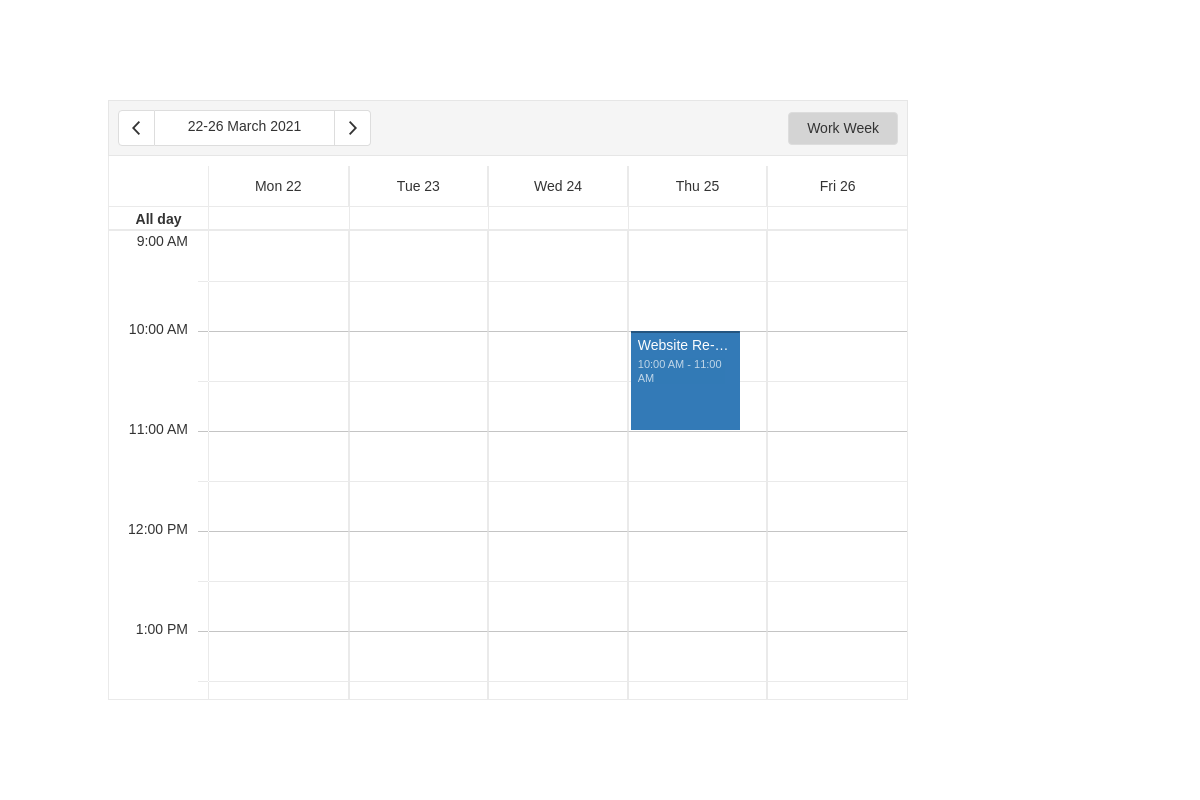 22-26 March 2021
Work Week
Mon 22
Tue 23
Wed 24
Thu 25
Fri 26
All day
9:00 AM
10:00 AM
Website Re-…
10:00 AM - 11:00
AM
11:00 AM
12:00 PM
1:00 PM